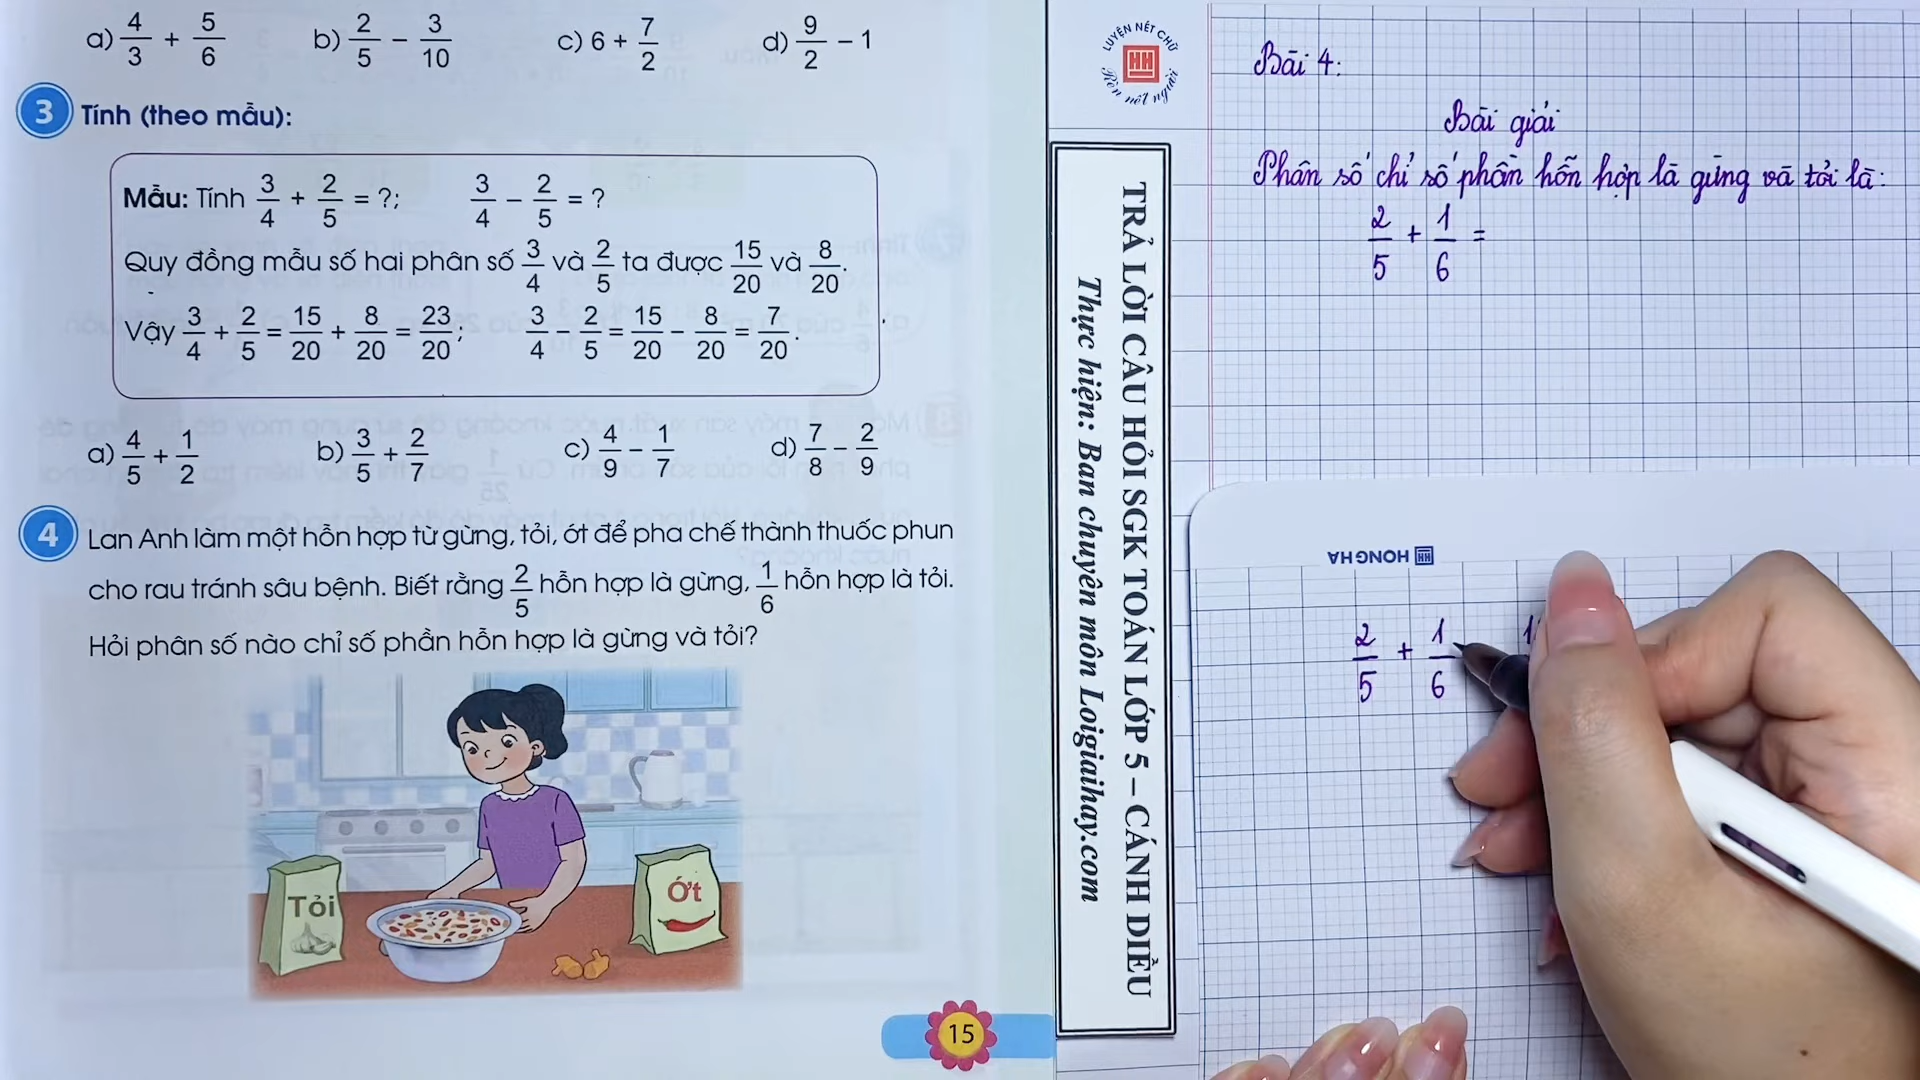 a) 4/3 + 5/6 b) 2/5 − 3/10 c) 6 + 7/2 d) 9/2 − 1
3 Tính (theo mẫu):
Mẫu: Tính 3/4 + 2/5 = ?; 3/4 − 2/5 = ?
Quy đồng mẫu số hai phân số 3/4 và 2/5 ta được 15/20 và 8/20.
Vậy 3/4 + 2/5 = 15/20 + 8/20 = 23/20; 3/4 − 2/5 = 15/20 − 8/20 = 7/20.
a) 4/5 + 1/2 b) 3/5 + 2/7 c) 4/9 − 1/7 d) 7/8 − 2/9
4 Lan Anh làm một hỗn hợp từ gừng, tỏi, ớt để pha chế thành thuốc phun
cho rau tránh sâu bệnh. Biết rằng 2/5 hỗn hợp là gừng, 1/6 hỗn hợp là tỏi.
Hỏi phân số nào chỉ số phần hỗn hợp là gừng và tỏi?
Tỏi
Ớt
15
TRẢ LỜI CÂU HỎI SGK TOÁN LỚP 5 – CÁNH DIỀU
Thực hiện: Ban chuyên môn Loigiaihay.com
LUYỆN NÉT CHỮ
HH
Rèn nết người
Bài 4:
Bài giải
Phân số chỉ số phần hỗn hợp là gừng và tỏi là:
2/5 + 1/6 =
HONG HA HH
2/5 + 1/6